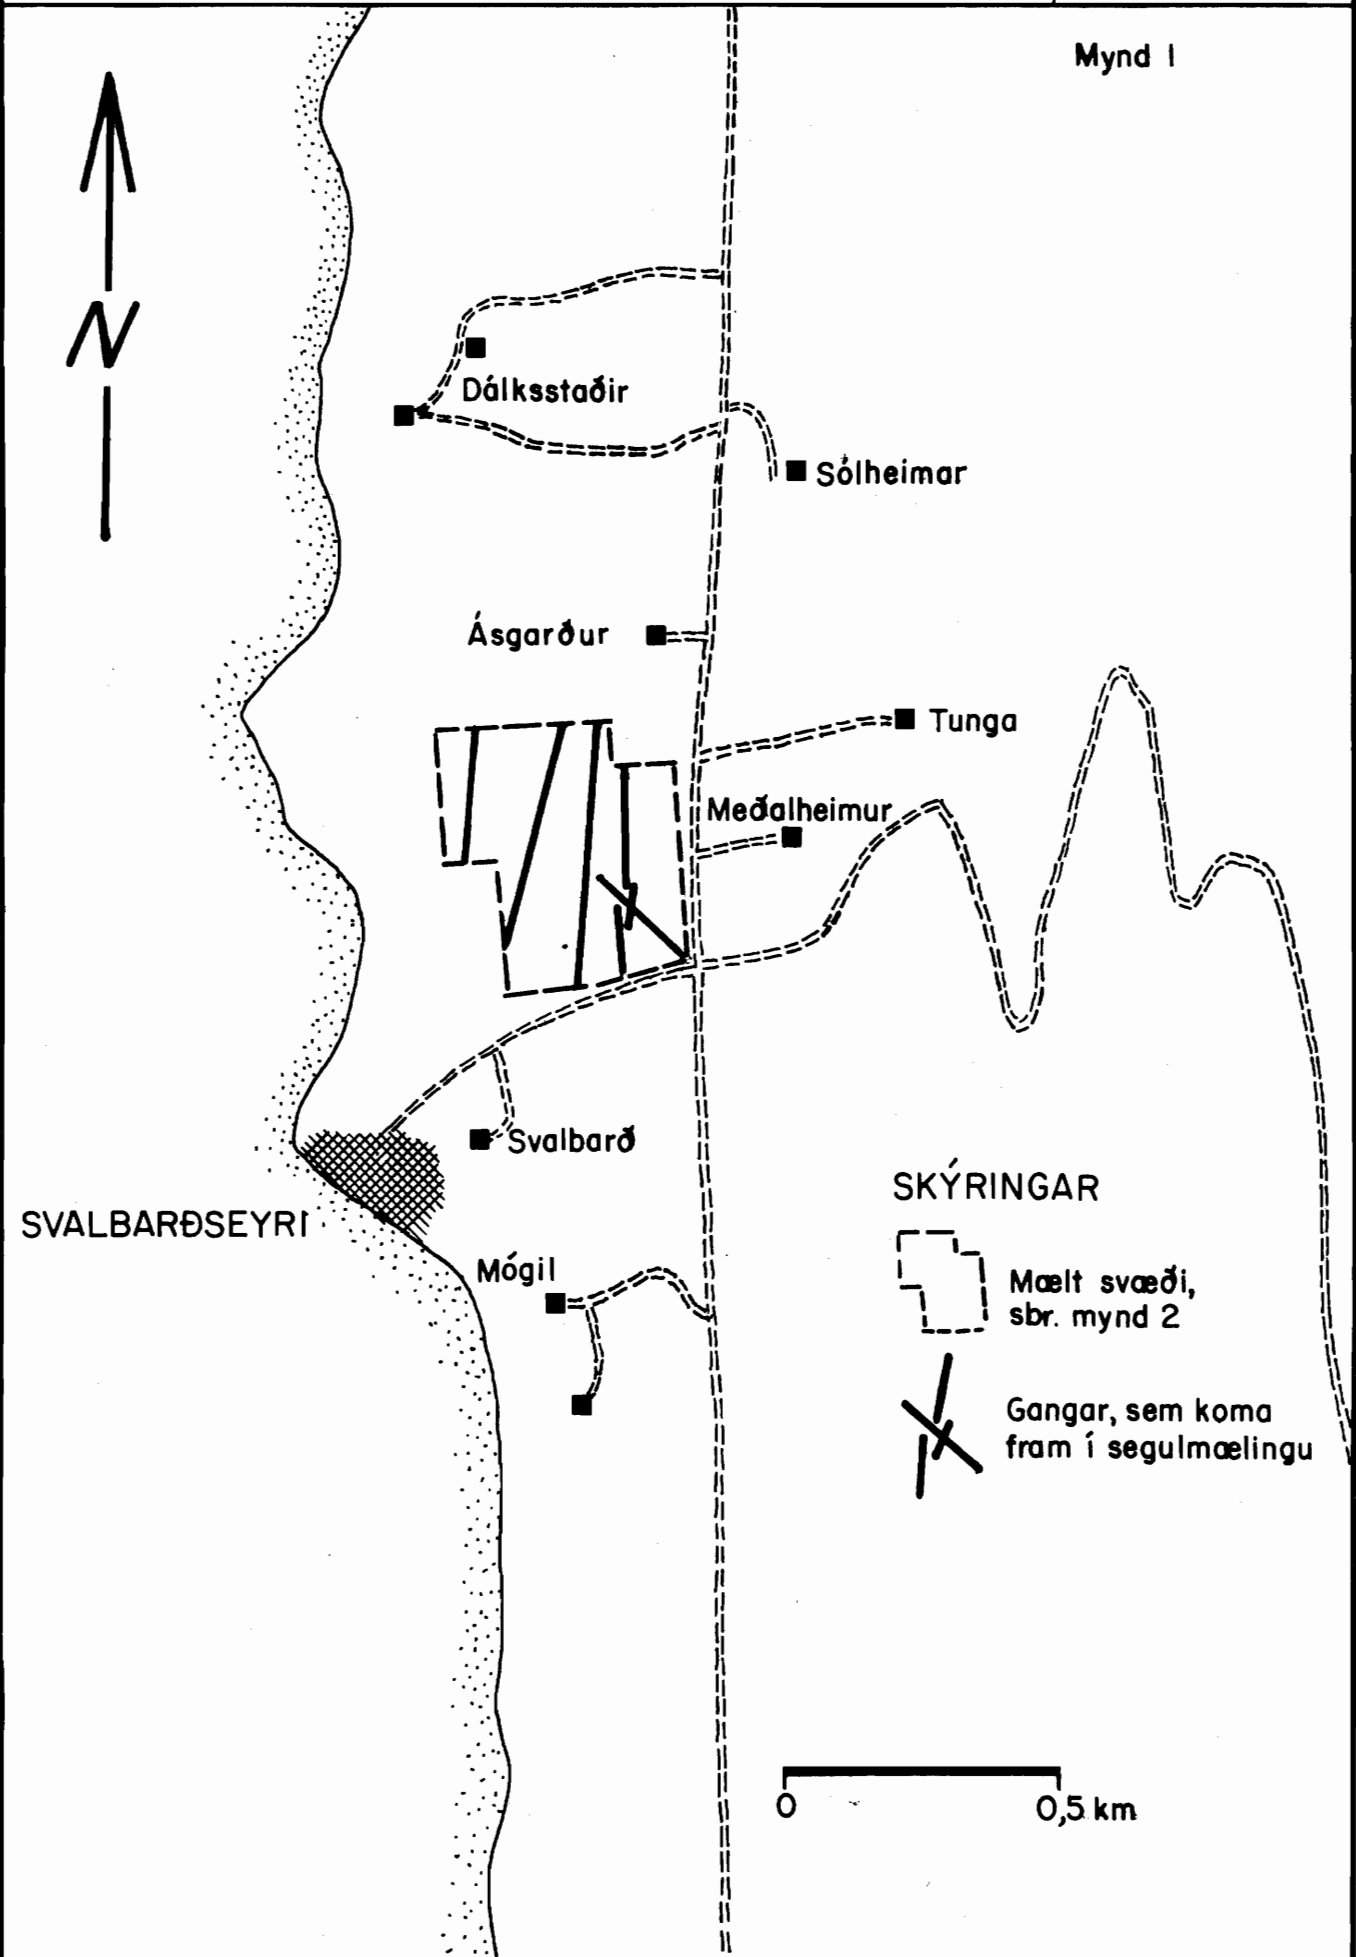 Mynd 1
N
Dálksstaðir
Sólheimar
Ásgarður
Tunga
Meðalheimur
Svalbarð
SKÝRINGAR
SVALBARÐSEYRI
Mógil
Mælt svæði,
sbr. mynd 2
Gangar, sem koma
fram í segulmælingu
0 0,5 km